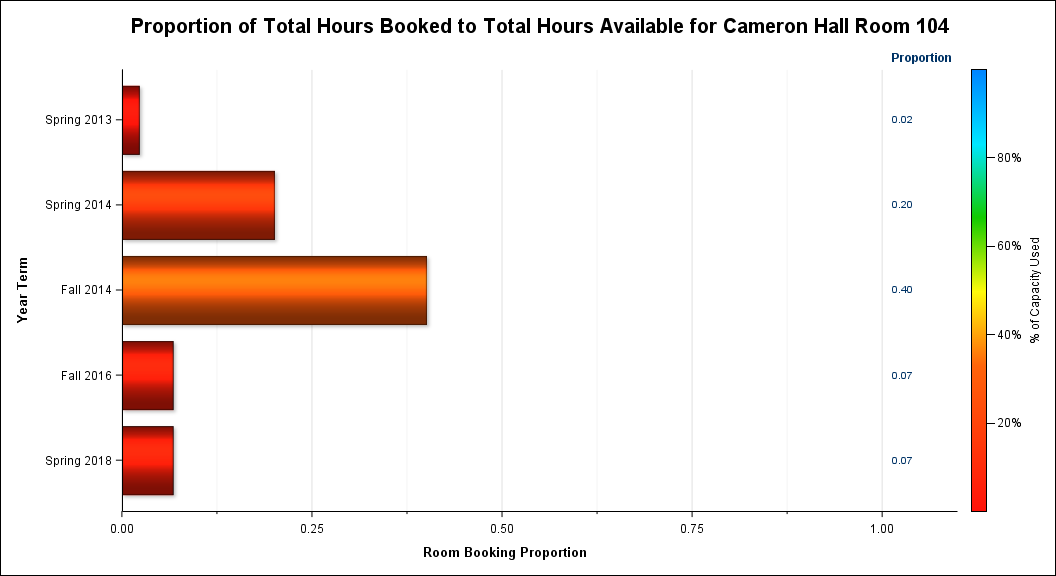 Proportion of Total Hours Booked to Total Hours Available for Cameron Hall Room 104
Proportion
Spring 2013 0.02
Spring 2014 0.20
Fall 2014 0.40
Fall 2016 0.07
Spring 2018 0.07
Year Term
0.00 0.25 0.50 0.75 1.00
Room Booking Proportion
80%
60%
40%
20%
% of Capacity Used